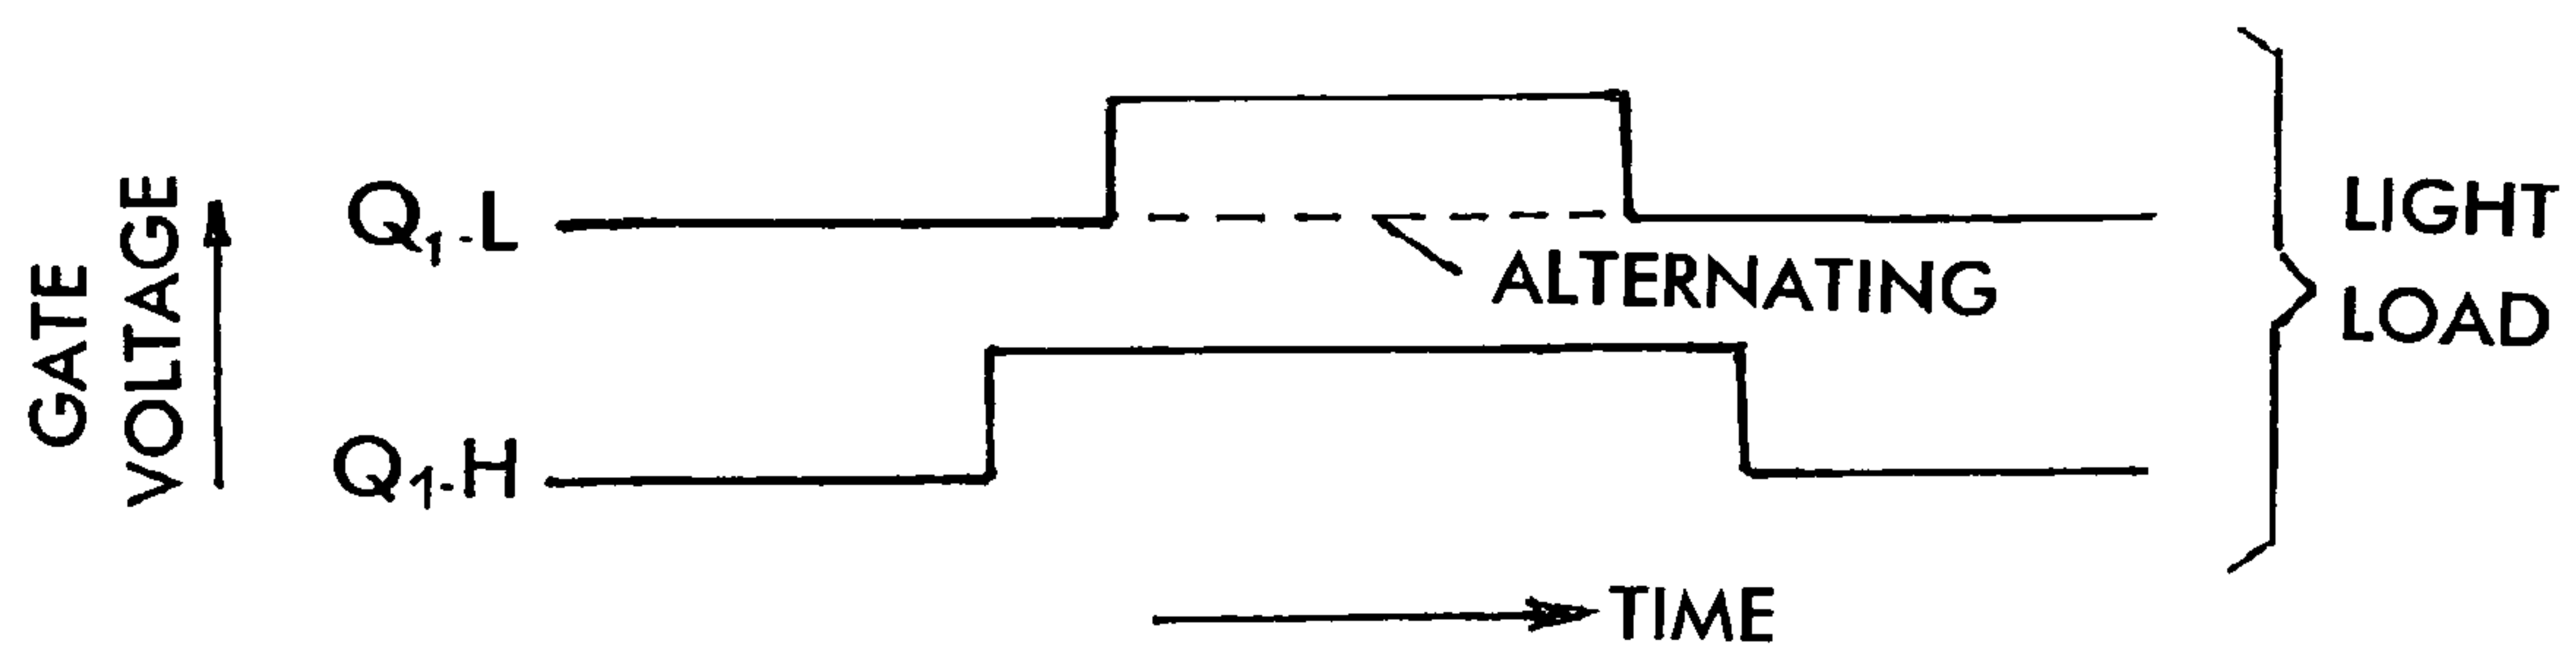 GATE
VOLTAGE
Q1-L
ALTERNATING
Q1-H
TIME
LIGHT
LOAD